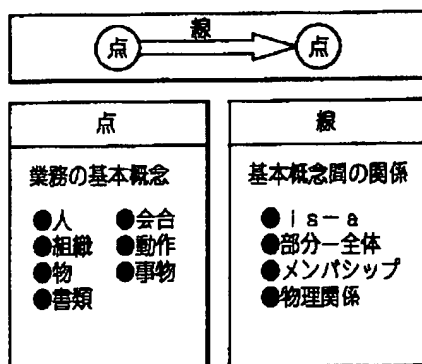 線
点 点
点
業務の基本概念
●人 ●会合
●組織 ●動作
●物 ●事物
●書類
線
基本概念間の関係
●is-a
●部分-全体
●メンバシップ
●物理関係